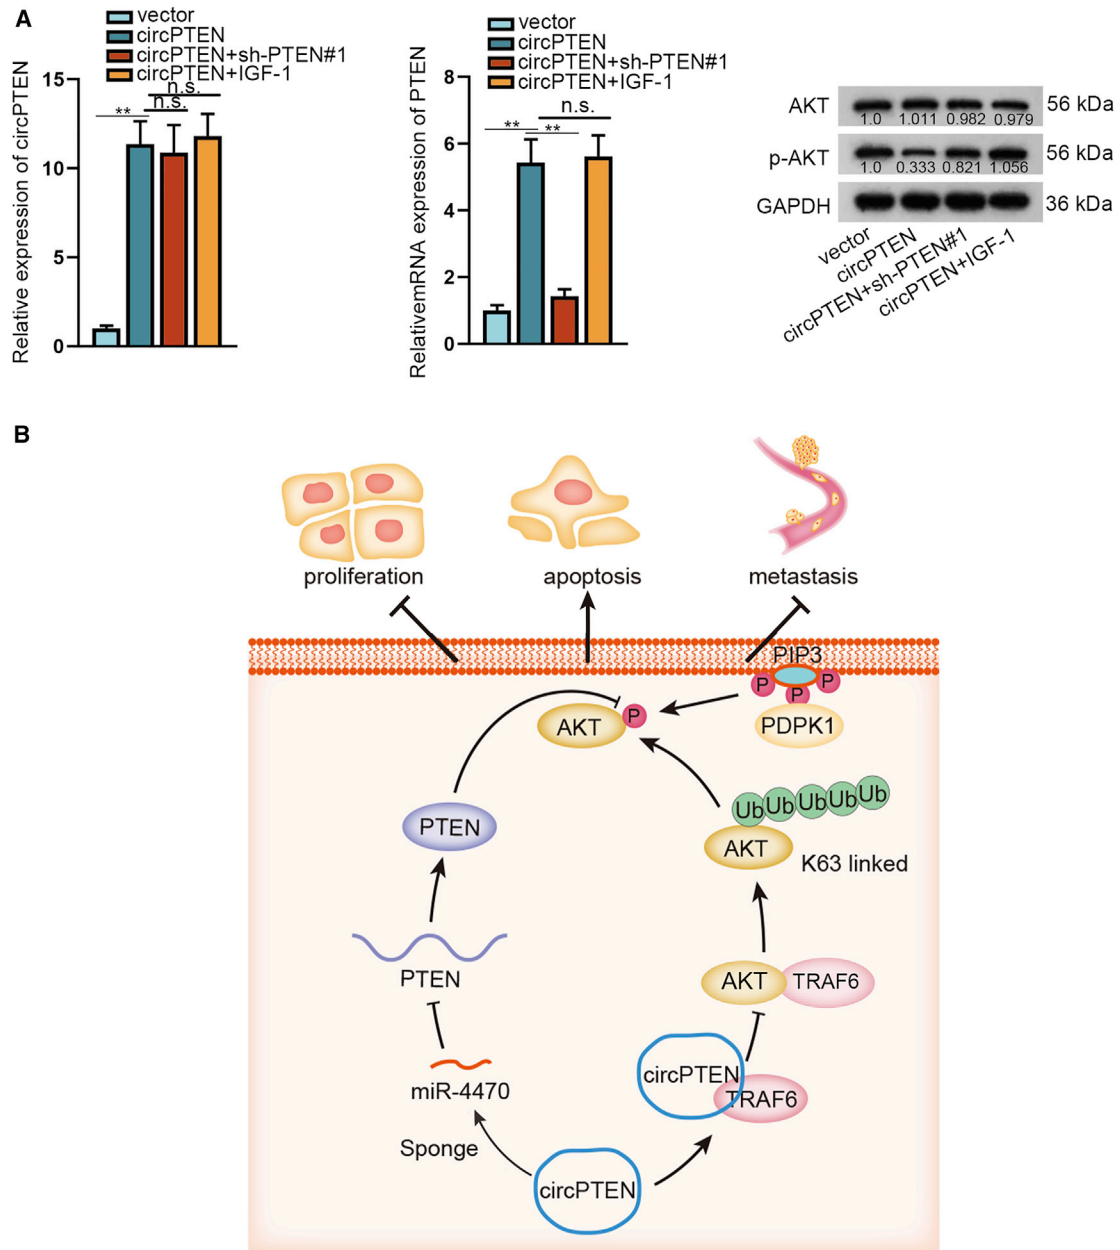 A
vector
circPTEN
circPTEN+sh-PTEN#1
circPTEN+IGF-1
Relative expression of circPTEN
15
10
5
0
**
n.s.
n.s.
vector
circPTEN
circPTEN+sh-PTEN#1
circPTEN+IGF-1
RelativemRNA expression of PTEN
8
6
4
2
0
**
**
n.s.
AKT
1.0 1.011 0.982 0.979
56 kDa
p-AKT
1.0 0.333 0.821 1.056
56 kDa
GAPDH
36 kDa
vector
circPTEN
circPTEN+sh-PTEN#1
circPTEN+IGF-1
B
proliferation
apoptosis
metastasis
PIP3
P
P
P
PDPK1
AKT
P
Ub Ub Ub Ub Ub
AKT
K63 linked
PTEN
PTEN
AKT
TRAF6
miR-4470
circPTEN
TRAF6
Sponge
circPTEN